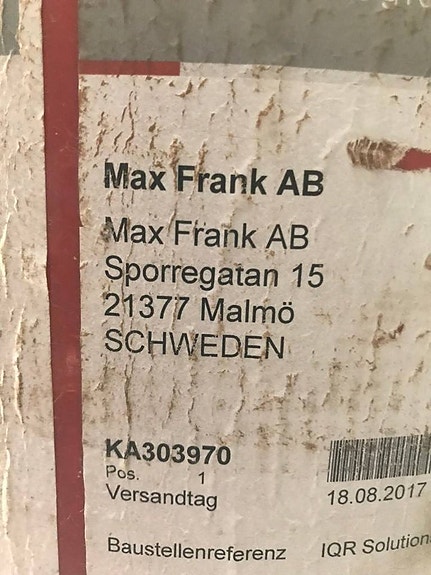 Max Frank AB
Max Frank AB
Sporregatan 15
21377 Malmö
SCHWEDEN
KA303970
Pos. 1
Versandtag 18.08.2017
Baustellenreferenz IQR Solution